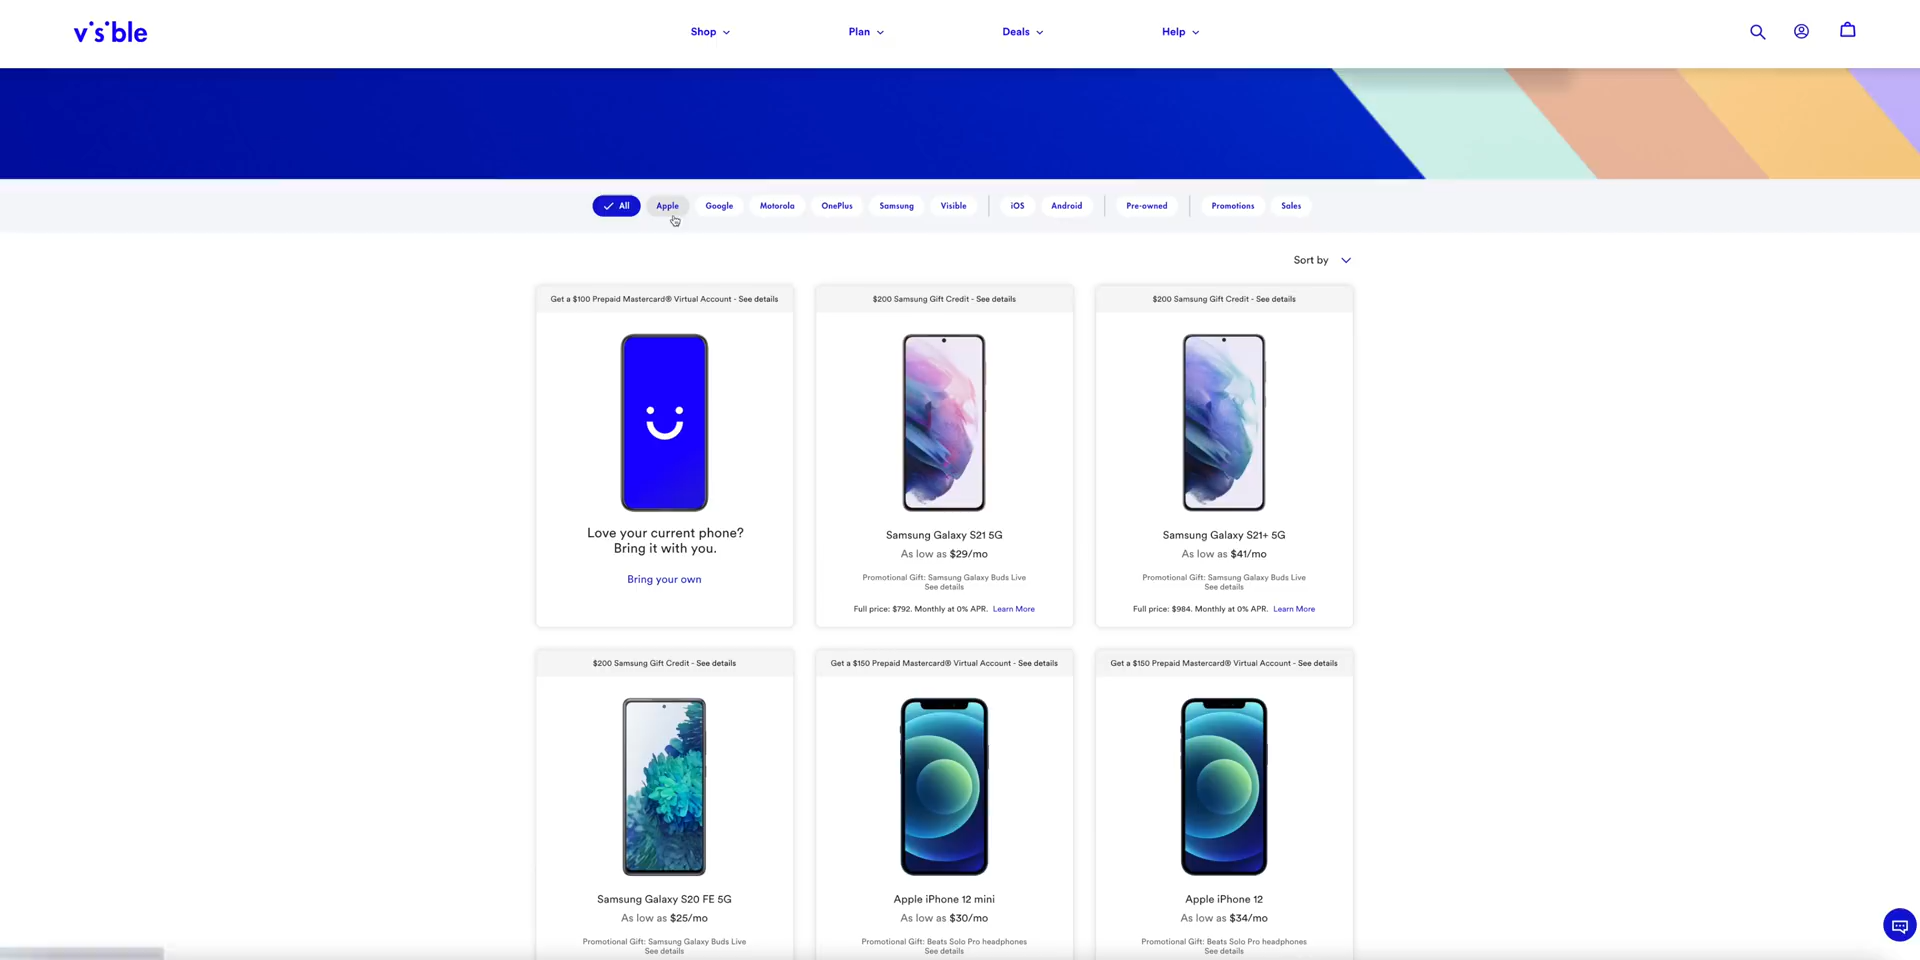 visible
Shop
Plan
Deals
Help
All
Apple
Google
Motorola
OnePlus
Samsung
Visible
iOS
Android
Pre-owned
Promotions
Sales
Sort by
Get a $100 Prepaid Mastercard® Virtual Account - See details
Love your current phone?
Bring it with you.
Bring your own
$200 Samsung Gift Credit - See details
Samsung Galaxy S21 5G
As low as $29/mo
Promotional Gift: Samsung Galaxy Buds Live
See details
Full price: $792. Monthly at 0% APR. Learn More
$200 Samsung Gift Credit - See details
Samsung Galaxy S21+ 5G
As low as $41/mo
Promotional Gift: Samsung Galaxy Buds Live
See details
Full price: $984. Monthly at 0% APR. Learn More
$200 Samsung Gift Credit - See details
Samsung Galaxy S20 FE 5G
As low as $25/mo
Promotional Gift: Samsung Galaxy Buds Live
See details
Get a $150 Prepaid Mastercard® Virtual Account - See details
Apple iPhone 12 mini
As low as $30/mo
Promotional Gift: Beats Solo Pro headphones
See details
Get a $150 Prepaid Mastercard® Virtual Account - See details
Apple iPhone 12
As low as $34/mo
Promotional Gift: Beats Solo Pro headphones
See details